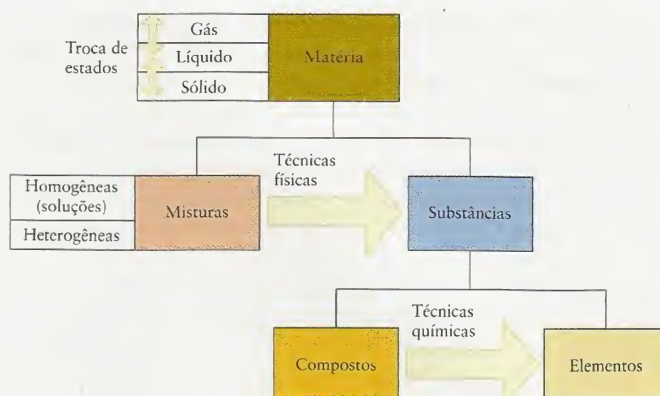 Troca de
estados
Gás
Líquido
Sólido
Matéria
Técnicas
físicas
Homogêneas
(soluções)
Heterogêneas
Misturas
Substâncias
Técnicas
químicas
Compostos
Elementos